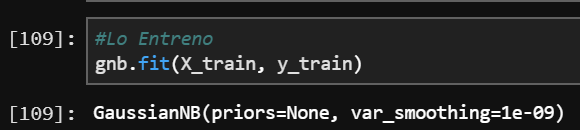 [109]: #Lo Entreno
gnb.fit(X_train, y_train)
[109]: GaussianNB(priors=None, var_smoothing=1e-09)